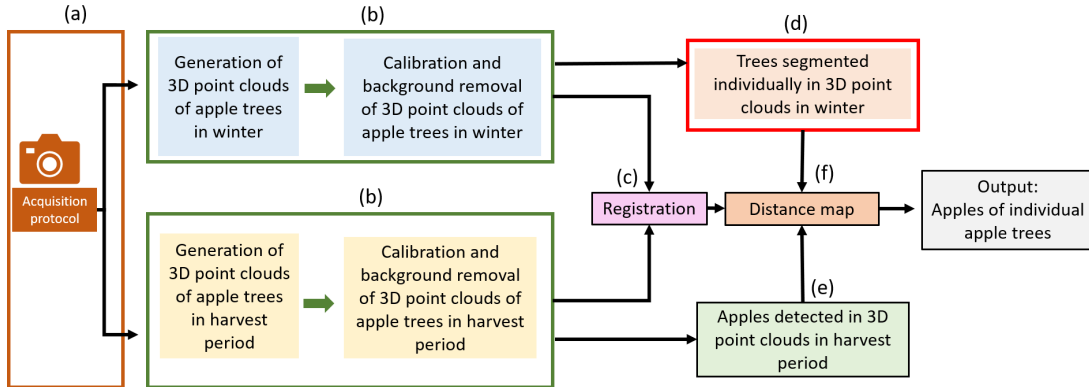 (a)
Acquisition
protocol
(b)
Generation of
3D point clouds
of apple trees
in winter
Calibration and
background removal
of 3D point clouds of
apple trees in winter
(b)
Generation of
3D point clouds
of apple trees
in harvest
period
Calibration and
background removal
of 3D point clouds of
apple trees in harvest
period
(c)
Registration
(d)
Trees segmented
individually in 3D point
clouds in winter
(f)
Distance map
(e)
Apples detected in 3D
point clouds in harvest
period
Output:
Apples of individual
apple trees